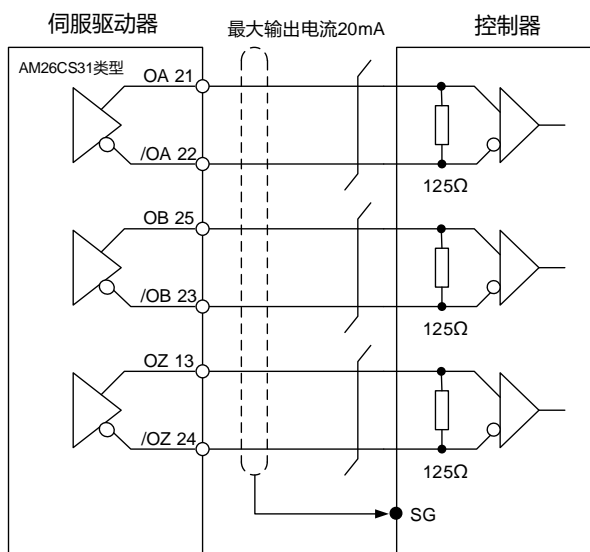 伺服驱动器
最大输出电流20mA
控制器
AM26CS31类型
OA 21
/OA 22
125Ω
OB 25
/OB 23
125Ω
OZ 13
/OZ 24
125Ω
SG